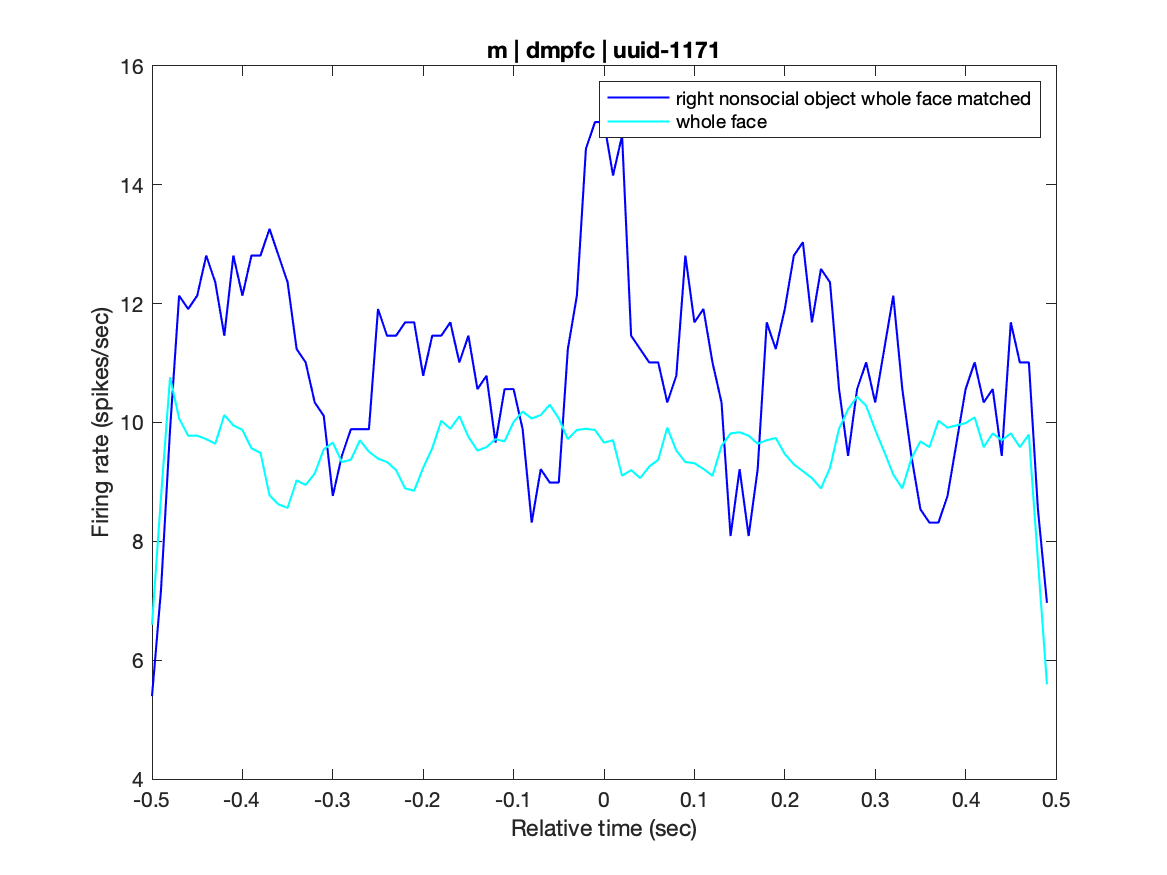 m | dmpfc | uuid-1171
right nonsocial object whole face matched
whole face
Firing rate (spikes/sec)
16
14
12
10
8
6
4
-0.5 -0.4 -0.3 -0.2 -0.1 0 0.1 0.2 0.3 0.4 0.5
Relative time (sec)